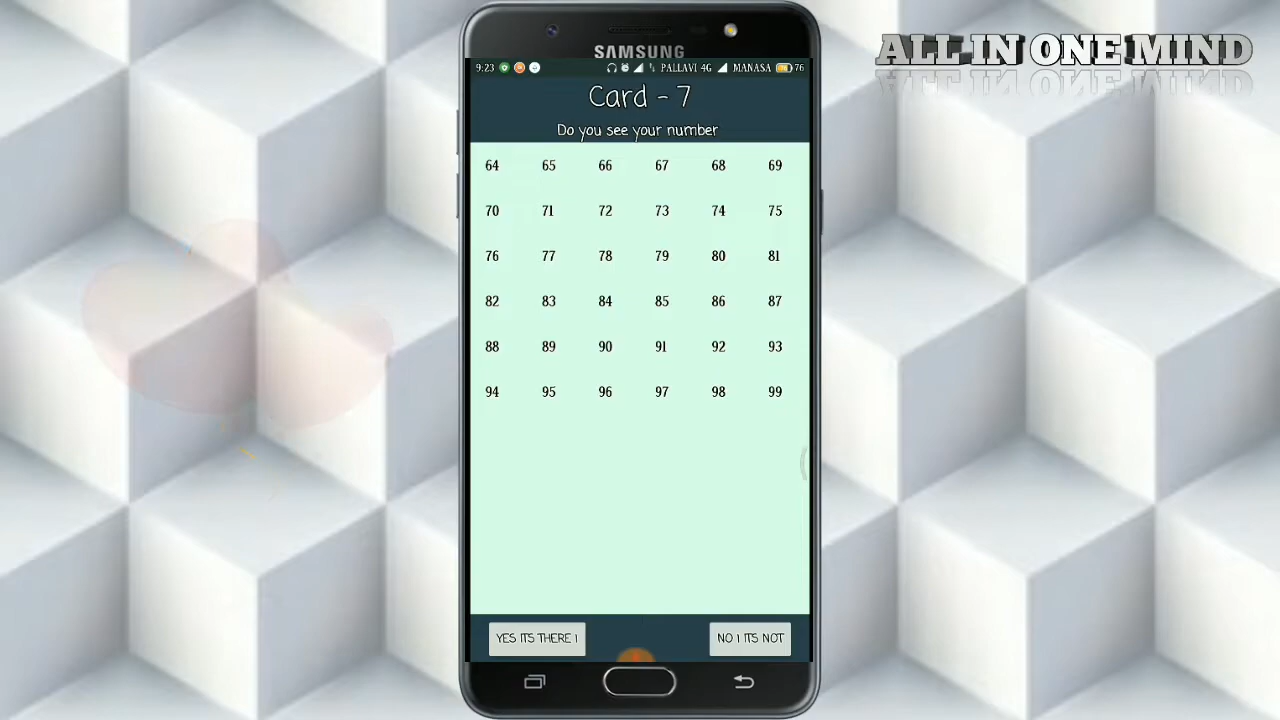 ALL IN ONE MIND
SAMSUNG
9:23 PALLAVI 4G MANASA 76
Card - 7
Do you see your number
64 65 66 67 68 69
70 71 72 73 74 75
76 77 78 79 80 81
82 83 84 85 86 87
88 89 90 91 92 93
94 95 96 97 98 99
YES ITS THERE ! NO ! ITS NOT